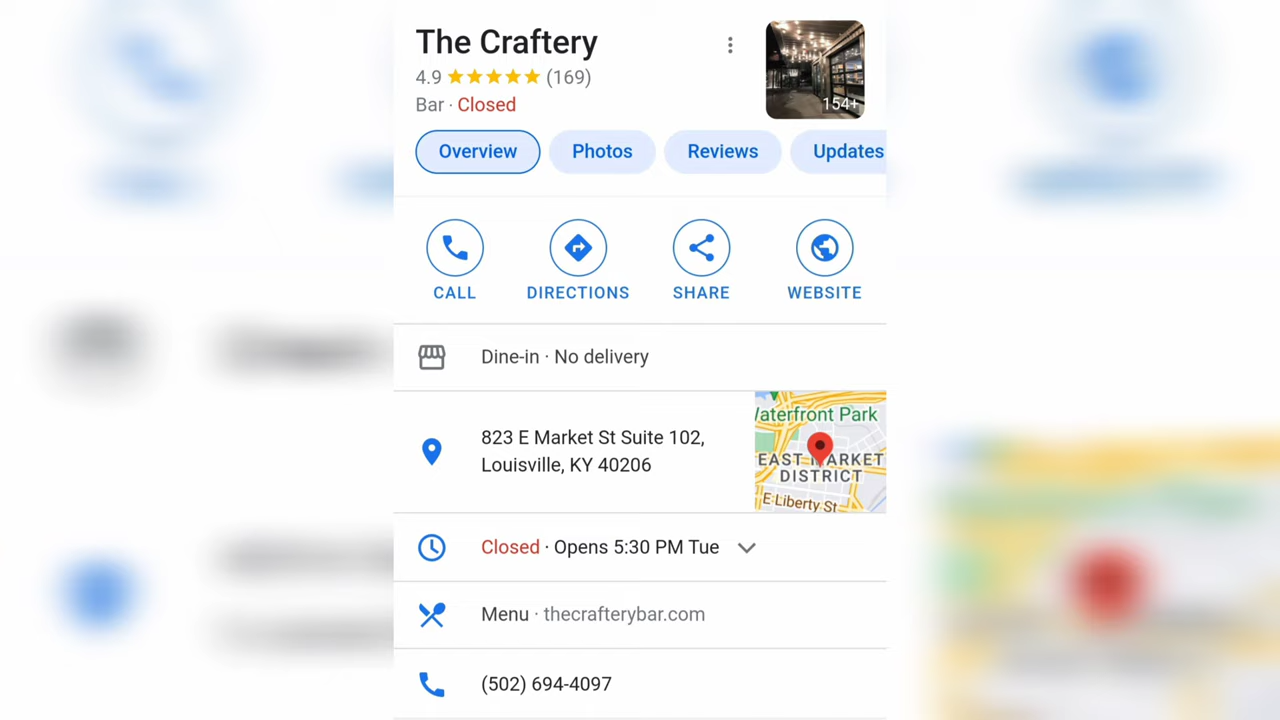 The Craftery
4.9 ★★★★★ (169)
Bar · Closed
154+
Overview
Photos
Reviews
Updates
CALL
DIRECTIONS
SHARE
WEBSITE
Dine-in · No delivery
823 E Market St Suite 102,
Louisville, KY 40206
Waterfront Park
EAST MARKET
DISTRICT
E Liberty St
Closed · Opens 5:30 PM Tue
Menu · thecrafterybar.com
(502) 694-4097